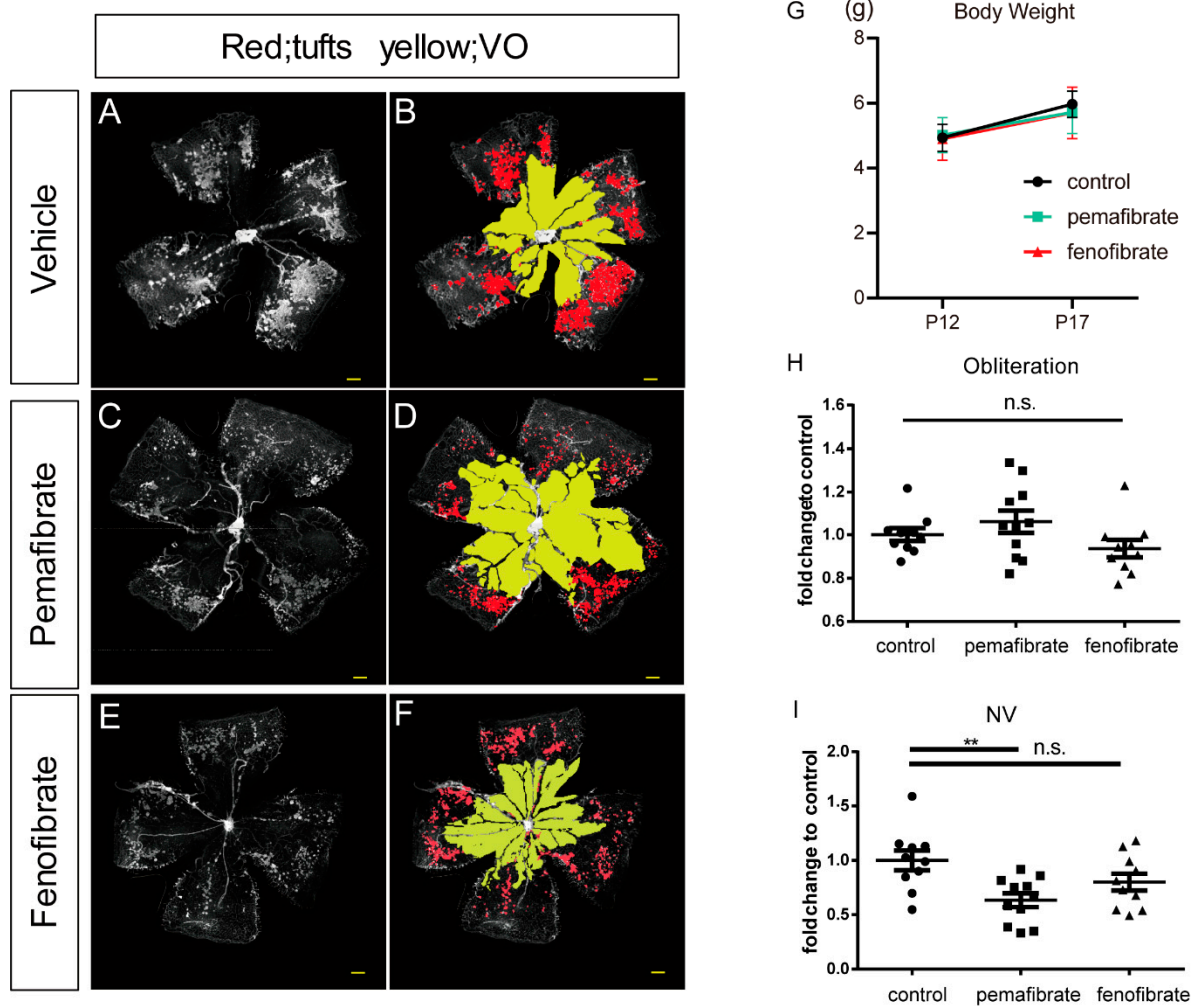 Red;tufts yellow;VO
Vehicle
A
B
Pemafibrate
C
D
Fenofibrate
E
F
G (g) Body Weight
8
6
4
2
0
P12 P17
control
pemafibrate
fenofibrate
H Obliteration
n.s.
fold changeto control
1.6
1.4
1.2
1.0
0.8
0.6
control pemafibrate fenofibrate
I NV
** n.s.
fold change to control
2.0
1.5
1.0
0.5
0.0
control pemafibrate fenofibrate